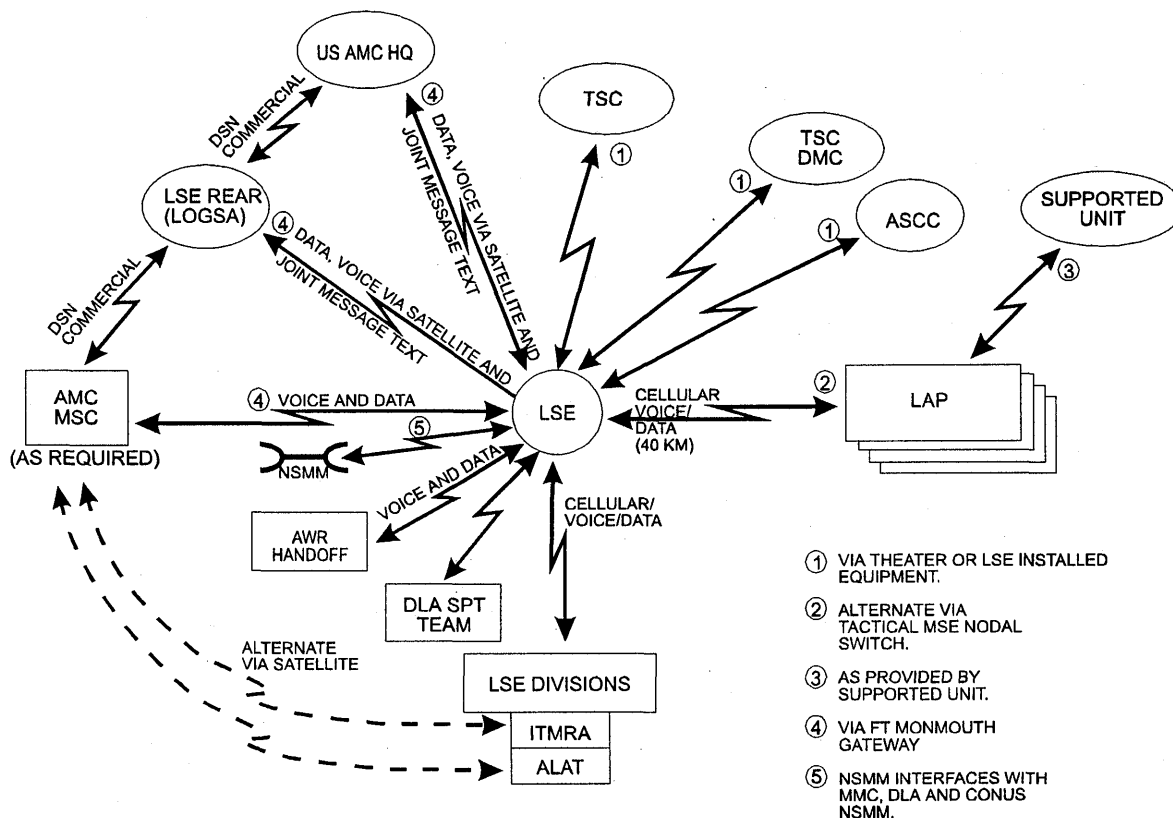 US AMC HQ
DSN
COMMERCIAL
④ DATA, VOICE VIA SATELLITE AND
JOINT MESSAGE TEXT
TSC
①
TSC
DMC
①
ASCC
①
SUPPORTED
UNIT
③
LSE REAR
(LOGSA)
④ DATA, VOICE VIA SATELLITE AND
JOINT MESSAGE TEXT
DSN
COMMERCIAL
AMC
MSC
(AS REQUIRED)
④ VOICE AND DATA
LSE
CELLULAR
VOICE/
DATA
(40 KM)
②
LAP
⑤
NSMM
VOICE AND DATA
AWR
HANDOFF
DLA SPT
TEAM
CELLULAR/
VOICE/DATA
ALTERNATE
VIA SATELLITE
LSE DIVISIONS
ITMRA
ALAT
① VIA THEATER OR LSE INSTALLED
EQUIPMENT.
② ALTERNATE VIA
TACTICAL MSE NODAL
SWITCH.
③ AS PROVIDED BY
SUPPORTED UNIT.
④ VIA FT MONMOUTH
GATEWAY
⑤ NSMM INTERFACES WITH
MMC, DLA AND CONUS
NSMM.